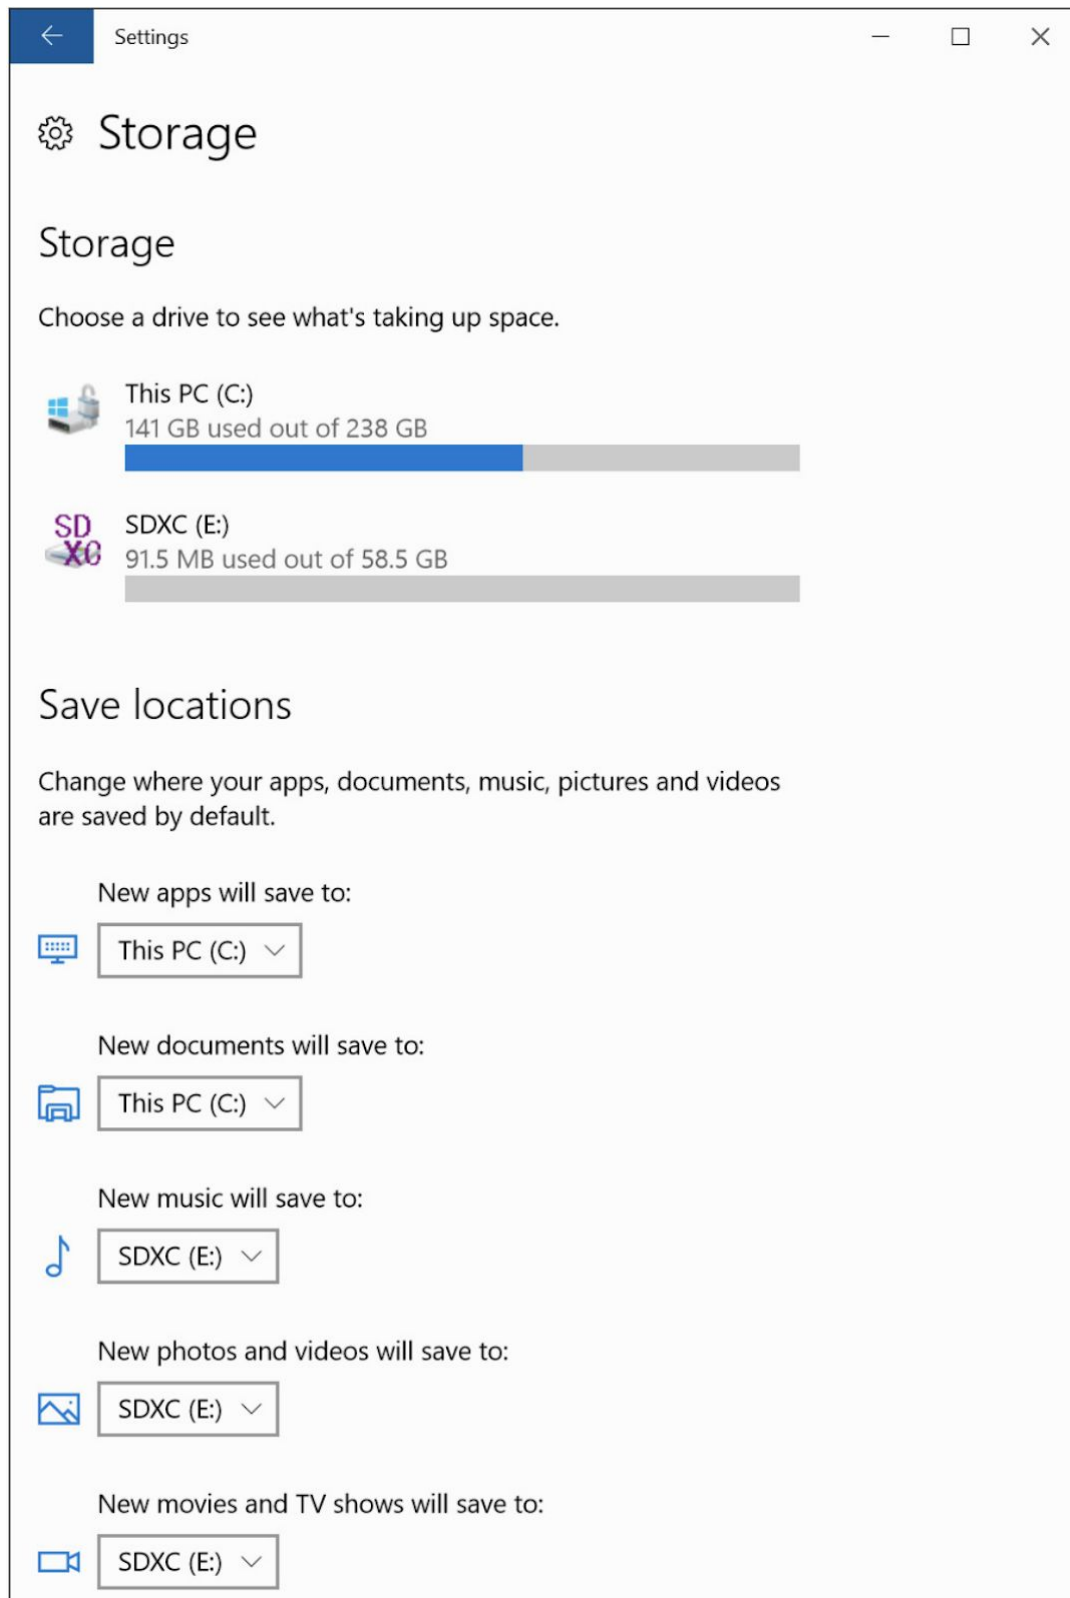 Settings
Storage
Storage
Choose a drive to see what's taking up space.
This PC (C:)
141 GB used out of 238 GB
SD
XC
SDXC (E:)
91.5 MB used out of 58.5 GB
Save locations
Change where your apps, documents, music, pictures and videos
are saved by default.
New apps will save to:
This PC (C:)
New documents will save to:
This PC (C:)
New music will save to:
SDXC (E:)
New photos and videos will save to:
SDXC (E:)
New movies and TV shows will save to:
SDXC (E:)